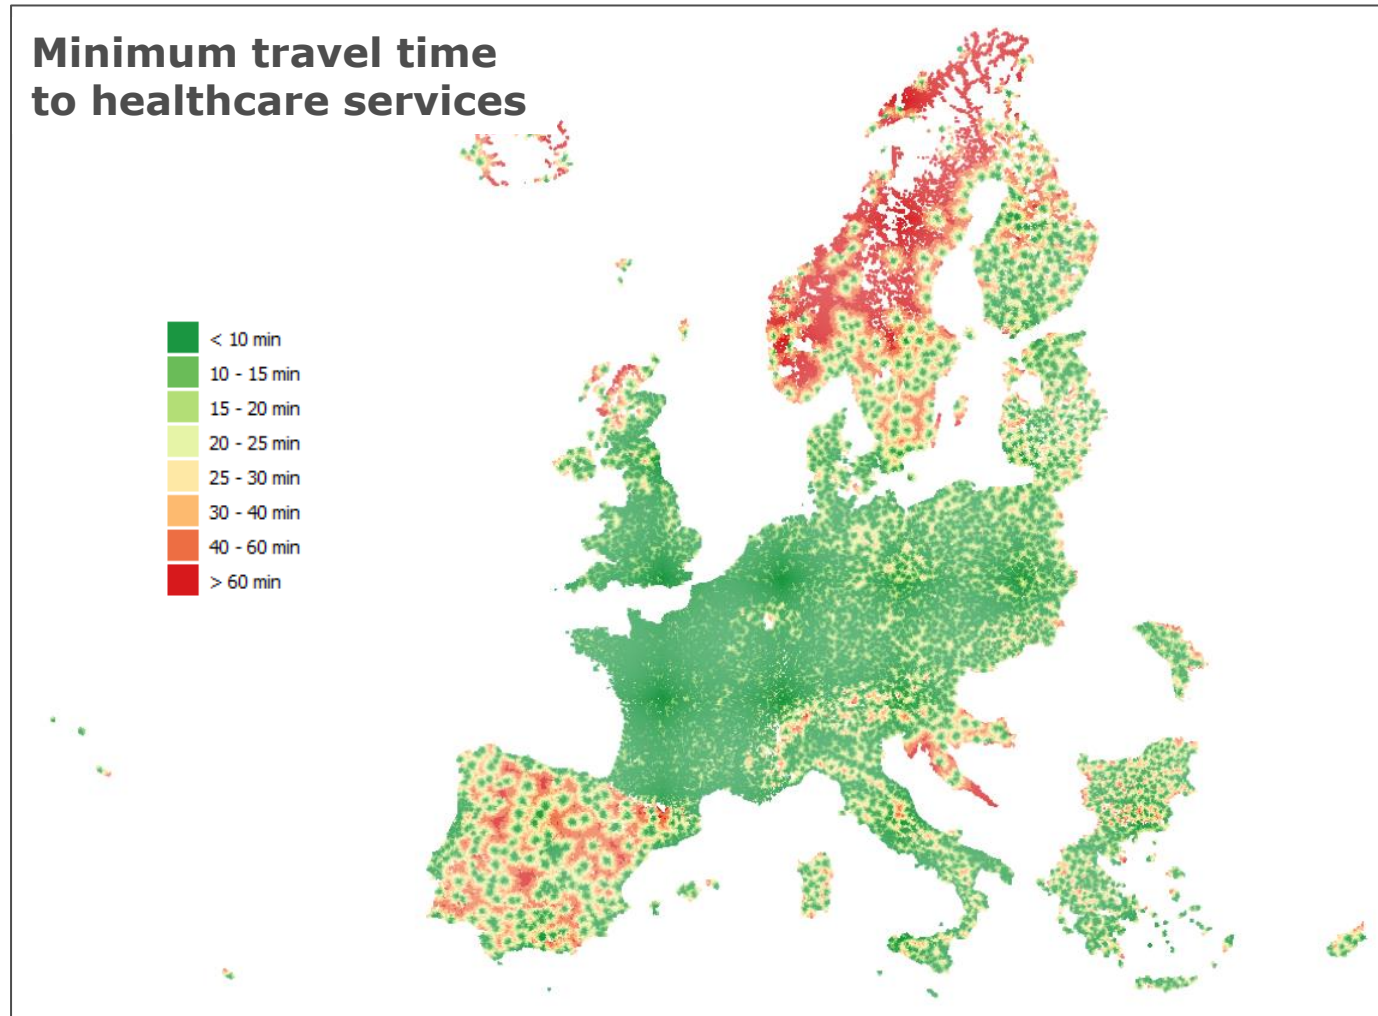 Minimum travel time
to healthcare services
< 10 min
10 - 15 min
15 - 20 min
20 - 25 min
25 - 30 min
30 - 40 min
40 - 60 min
> 60 min